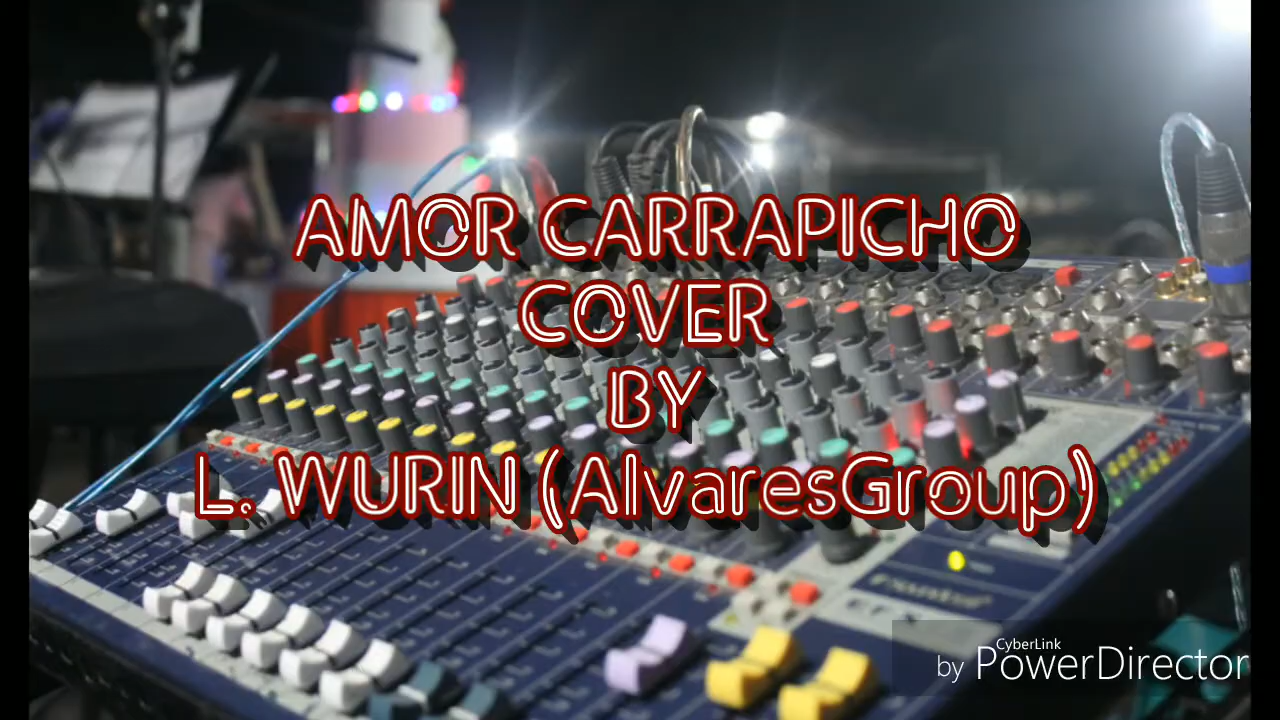 AMOR CARRAPICHO
COVER
BY
L. WURIN (AlvaresGroup)
CyberLink
by PowerDirector